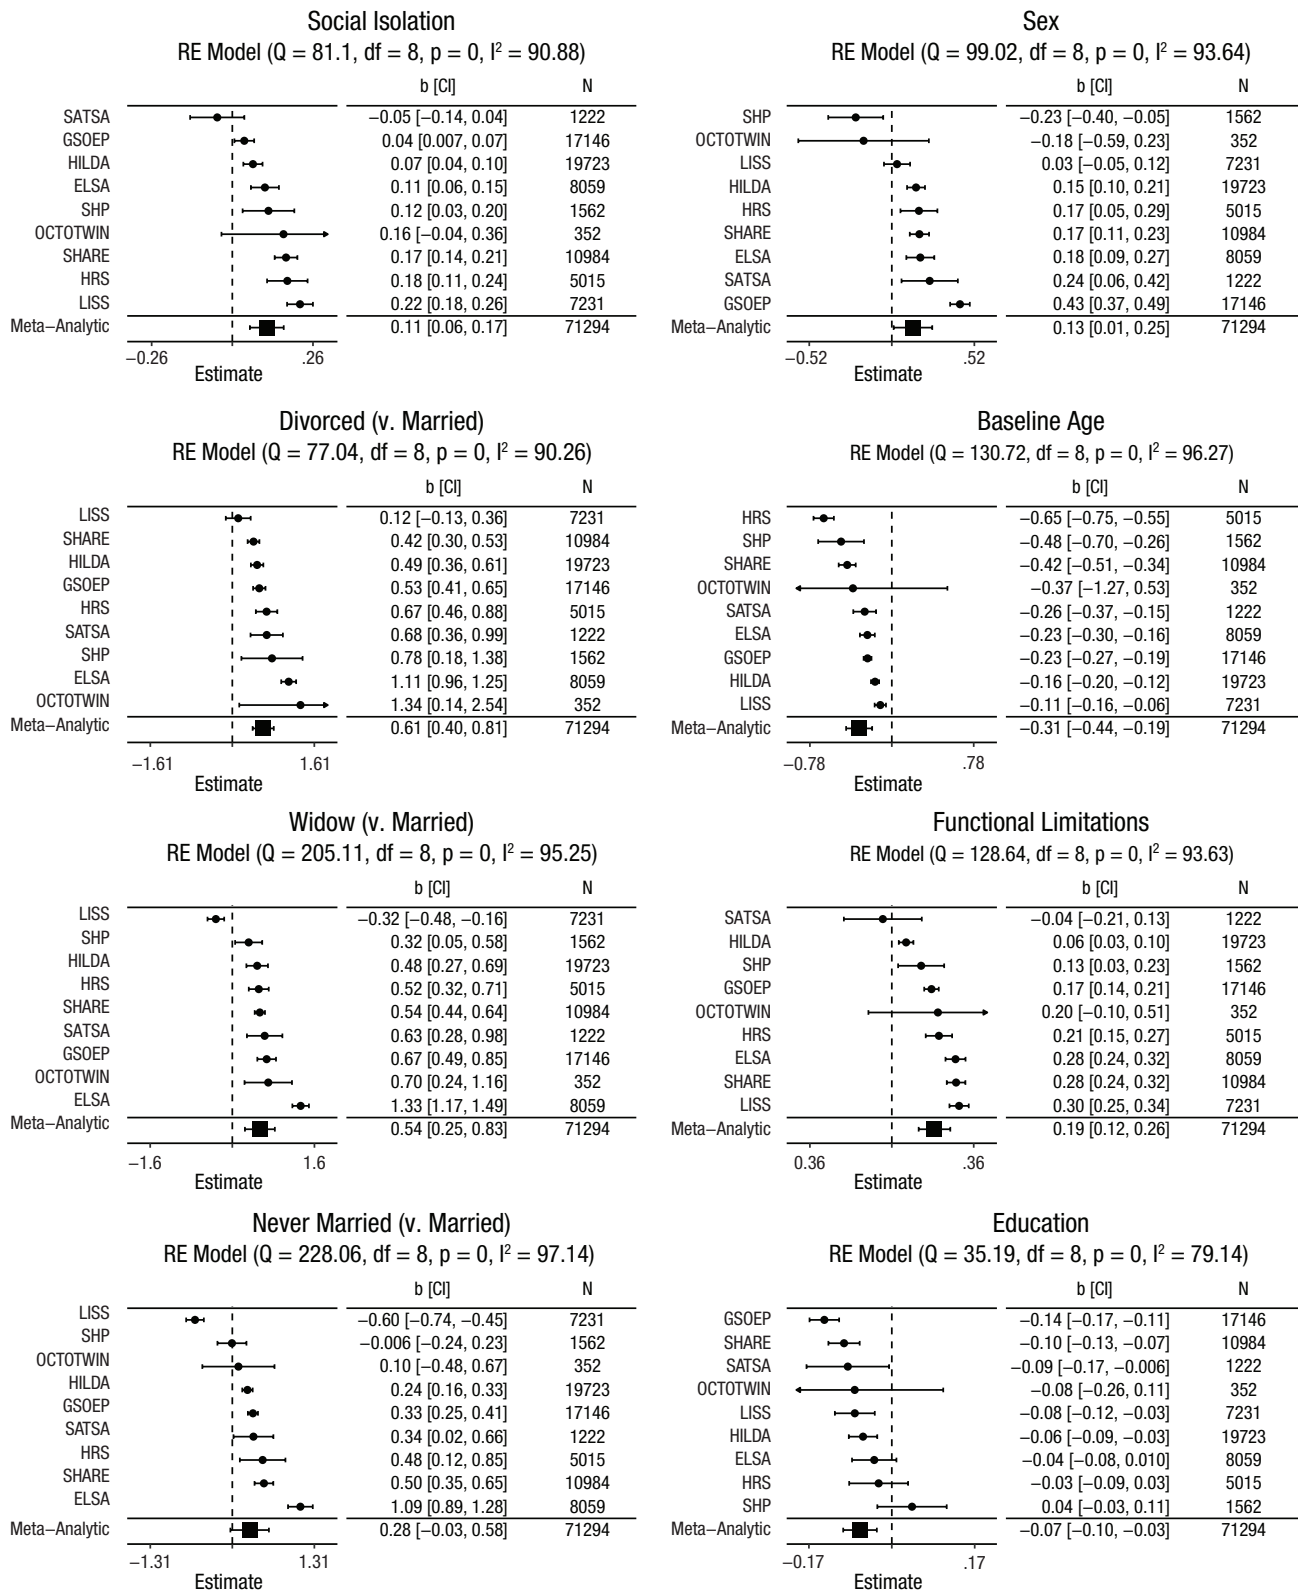 Social Isolation
RE Model (Q = 81.1, df = 8, p = 0, I² = 90.88)
b [CI] N
SATSA −0.05 [−0.14, 0.04] 1222
GSOEP 0.04 [0.007, 0.07] 17146
HILDA 0.07 [0.04, 0.10] 19723
ELSA 0.11 [0.06, 0.15] 8059
SHP 0.12 [0.03, 0.20] 1562
OCTOTWIN 0.16 [−0.04, 0.36] 352
SHARE 0.17 [0.14, 0.21] 10984
HRS 0.18 [0.11, 0.24] 5015
LISS 0.22 [0.18, 0.26] 7231
Meta−Analytic 0.11 [0.06, 0.17] 71294
−0.26 .26
Estimate
Sex
RE Model (Q = 99.02, df = 8, p = 0, I² = 93.64)
b [CI] N
SHP −0.23 [−0.40, −0.05] 1562
OCTOTWIN −0.18 [−0.59, 0.23] 352
LISS 0.03 [−0.05, 0.12] 7231
HILDA 0.15 [0.10, 0.21] 19723
HRS 0.17 [0.05, 0.29] 5015
SHARE 0.17 [0.11, 0.23] 10984
ELSA 0.18 [0.09, 0.27] 8059
SATSA 0.24 [0.06, 0.42] 1222
GSOEP 0.43 [0.37, 0.49] 17146
Meta−Analytic 0.13 [0.01, 0.25] 71294
−0.52 .52
Estimate
Divorced (v. Married)
RE Model (Q = 77.04, df = 8, p = 0, I² = 90.26)
b [CI] N
LISS 0.12 [−0.13, 0.36] 7231
SHARE 0.42 [0.30, 0.53] 10984
HILDA 0.49 [0.36, 0.61] 19723
GSOEP 0.53 [0.41, 0.65] 17146
HRS 0.67 [0.46, 0.88] 5015
SATSA 0.68 [0.36, 0.99] 1222
SHP 0.78 [0.18, 1.38] 1562
ELSA 1.11 [0.96, 1.25] 8059
OCTOTWIN 1.34 [0.14, 2.54] 352
Meta−Analytic 0.61 [0.40, 0.81] 71294
−1.61 1.61
Estimate
Baseline Age
RE Model (Q = 130.72, df = 8, p = 0, I² = 96.27)
b [CI] N
HRS −0.65 [−0.75, −0.55] 5015
SHP −0.48 [−0.70, −0.26] 1562
SHARE −0.42 [−0.51, −0.34] 10984
OCTOTWIN −0.37 [−1.27, 0.53] 352
SATSA −0.26 [−0.37, −0.15] 1222
ELSA −0.23 [−0.30, −0.16] 8059
GSOEP −0.23 [−0.27, −0.19] 17146
HILDA −0.16 [−0.20, −0.12] 19723
LISS −0.11 [−0.16, −0.06] 7231
Meta−Analytic −0.31 [−0.44, −0.19] 71294
−0.78 .78
Estimate
Widow (v. Married)
RE Model (Q = 205.11, df = 8, p = 0, I² = 95.25)
b [CI] N
LISS −0.32 [−0.48, −0.16] 7231
SHP 0.32 [0.05, 0.58] 1562
HILDA 0.48 [0.27, 0.69] 19723
HRS 0.52 [0.32, 0.71] 5015
SHARE 0.54 [0.44, 0.64] 10984
SATSA 0.63 [0.28, 0.98] 1222
GSOEP 0.67 [0.49, 0.85] 17146
OCTOTWIN 0.70 [0.24, 1.16] 352
ELSA 1.33 [1.17, 1.49] 8059
Meta−Analytic 0.54 [0.25, 0.83] 71294
−1.6 1.6
Estimate
Functional Limitations
RE Model (Q = 128.64, df = 8, p = 0, I² = 93.63)
b [CI] N
SATSA −0.04 [−0.21, 0.13] 1222
HILDA 0.06 [0.03, 0.10] 19723
SHP 0.13 [0.03, 0.23] 1562
GSOEP 0.17 [0.14, 0.21] 17146
OCTOTWIN 0.20 [−0.10, 0.51] 352
HRS 0.21 [0.15, 0.27] 5015
ELSA 0.28 [0.24, 0.32] 8059
SHARE 0.28 [0.24, 0.32] 10984
LISS 0.30 [0.25, 0.34] 7231
Meta−Analytic 0.19 [0.12, 0.26] 71294
0.36 .36
Estimate
Never Married (v. Married)
RE Model (Q = 228.06, df = 8, p = 0, I² = 97.14)
b [CI] N
LISS −0.60 [−0.74, −0.45] 7231
SHP −0.006 [−0.24, 0.23] 1562
OCTOTWIN 0.10 [−0.48, 0.67] 352
HILDA 0.24 [0.16, 0.33] 19723
GSOEP 0.33 [0.25, 0.41] 17146
SATSA 0.34 [0.02, 0.66] 1222
HRS 0.48 [0.12, 0.85] 5015
SHARE 0.50 [0.35, 0.65] 10984
ELSA 1.09 [0.89, 1.28] 8059
Meta−Analytic 0.28 [−0.03, 0.58] 71294
−1.31 1.31
Estimate
Education
RE Model (Q = 35.19, df = 8, p = 0, I² = 79.14)
b [CI] N
GSOEP −0.14 [−0.17, −0.11] 17146
SHARE −0.10 [−0.13, −0.07] 10984
SATSA −0.09 [−0.17, −0.006] 1222
OCTOTWIN −0.08 [−0.26, 0.11] 352
LISS −0.08 [−0.12, −0.03] 7231
HILDA −0.06 [−0.09, −0.03] 19723
ELSA −0.04 [−0.08, 0.010] 8059
HRS −0.03 [−0.09, 0.03] 5015
SHP 0.04 [−0.03, 0.11] 1562
Meta−Analytic −0.07 [−0.10, −0.03] 71294
−0.17 .17
Estimate